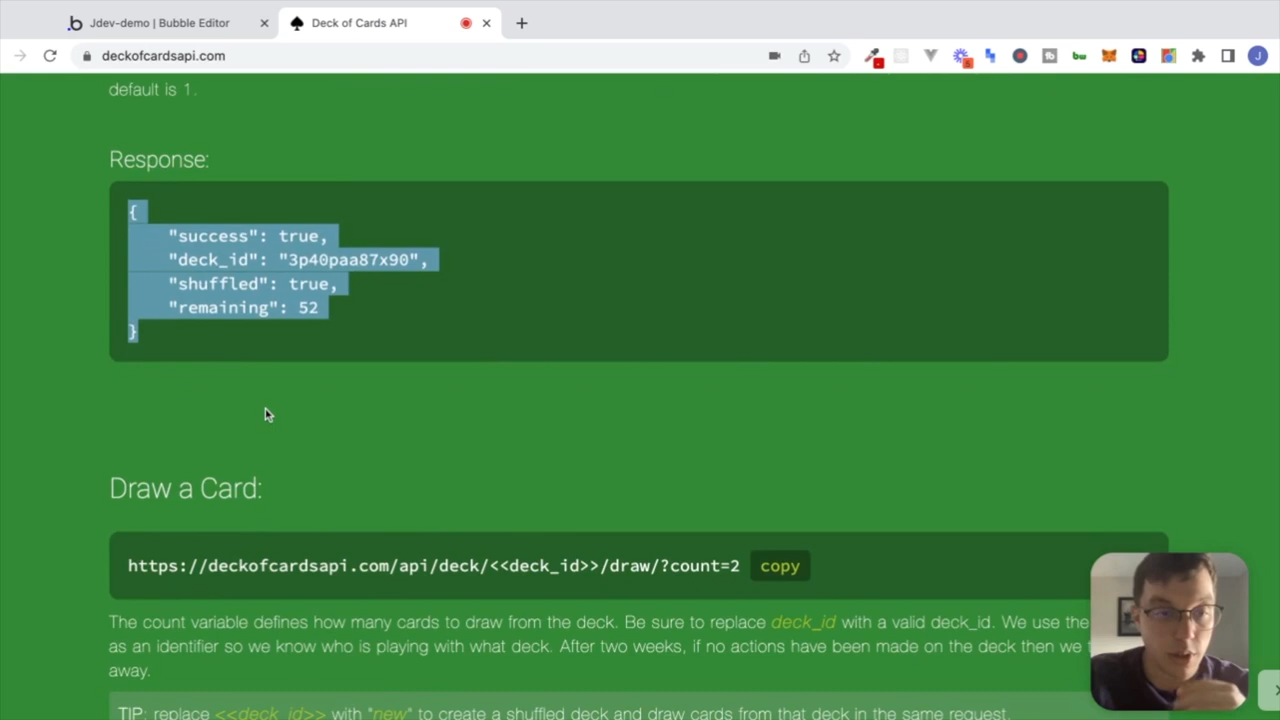 Jdev-demo | Bubble Editor
Deck of Cards API
deckofcardsapi.com
default is 1.
Response:
{
"success": true,
"deck_id": "3p40paa87x90",
"shuffled": true,
"remaining": 52
}
Draw a Card:
https://deckofcardsapi.com/api/deck/<<deck_id>>/draw/?count=2 copy
The count variable defines how many cards to draw from the deck. Be sure to replace deck_id with a valid deck_id. We use the
as an identifier so we know who is playing with what deck. After two weeks, if no actions have been made on the deck then we
away.
TIP: replace <<deck_id>> with "new" to create a shuffled deck and draw cards from that deck in the same request.